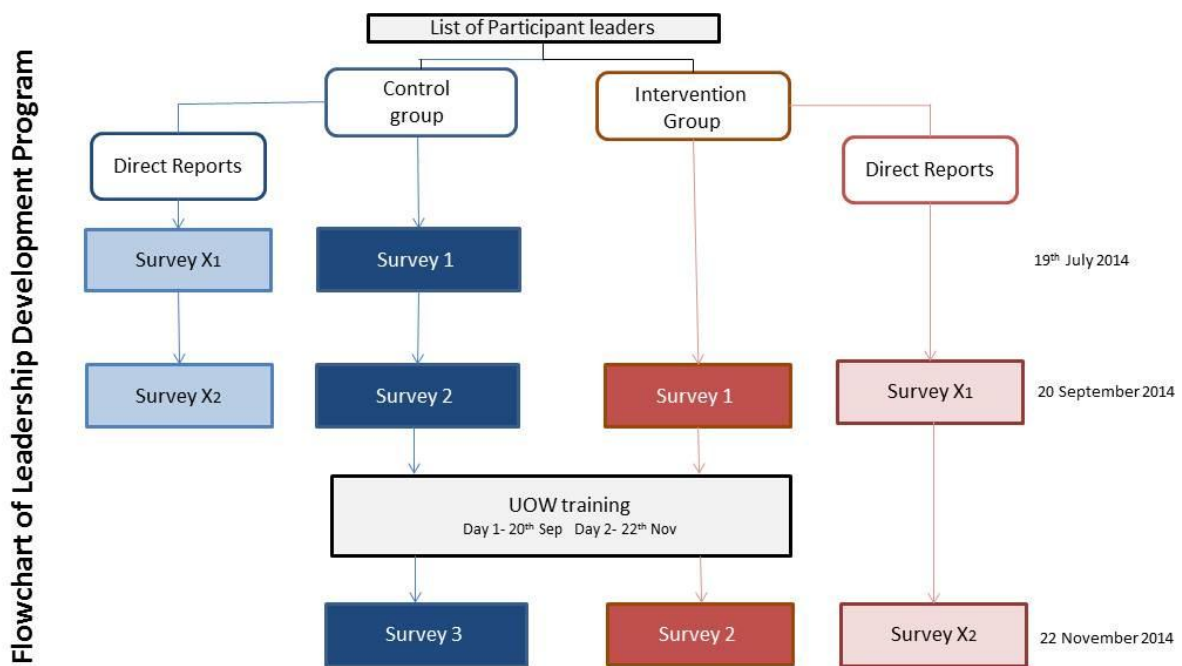 Flowchart of Leadership Development Program
List of Participant leaders
Control
group
Intervention
Group
Direct Reports
Direct Reports
Survey X1
Survey 1
19th July 2014
Survey X2
Survey 2
Survey 1
Survey X1
20 September 2014
UOW training
Day 1- 20th Sep Day 2- 22th Nov
Survey 3
Survey 2
Survey X2
22 November 2014